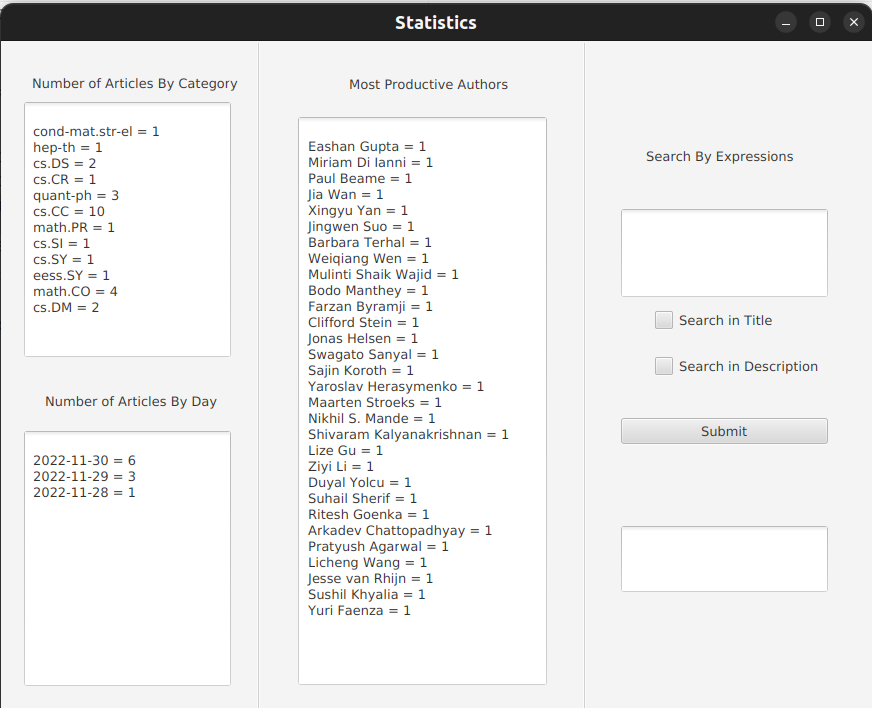 Statistics
Number of Articles By Category
cond-mat.str-el = 1
hep-th = 1
cs.DS = 2
cs.CR = 1
quant-ph = 3
cs.CC = 10
math.PR = 1
cs.SI = 1
cs.SY = 1
eess.SY = 1
math.CO = 4
cs.DM = 2
Number of Articles By Day
2022-11-30 = 6
2022-11-29 = 3
2022-11-28 = 1
Most Productive Authors
Eashan Gupta = 1
Miriam Di Ianni = 1
Paul Beame = 1
Jia Wan = 1
Xingyu Yan = 1
Jingwen Suo = 1
Barbara Terhal = 1
Weiqiang Wen = 1
Mulinti Shaik Wajid = 1
Bodo Manthey = 1
Farzan Byramji = 1
Clifford Stein = 1
Jonas Helsen = 1
Swagato Sanyal = 1
Sajin Koroth = 1
Yaroslav Herasymenko = 1
Maarten Stroeks = 1
Nikhil S. Mande = 1
Shivaram Kalyanakrishnan = 1
Lize Gu = 1
Ziyi Li = 1
Duyal Yolcu = 1
Suhail Sherif = 1
Ritesh Goenka = 1
Arkadev Chattopadhyay = 1
Pratyush Agarwal = 1
Licheng Wang = 1
Jesse van Rhijn = 1
Sushil Khyalia = 1
Yuri Faenza = 1
Search By Expressions
Search in Title
Search in Description
Submit